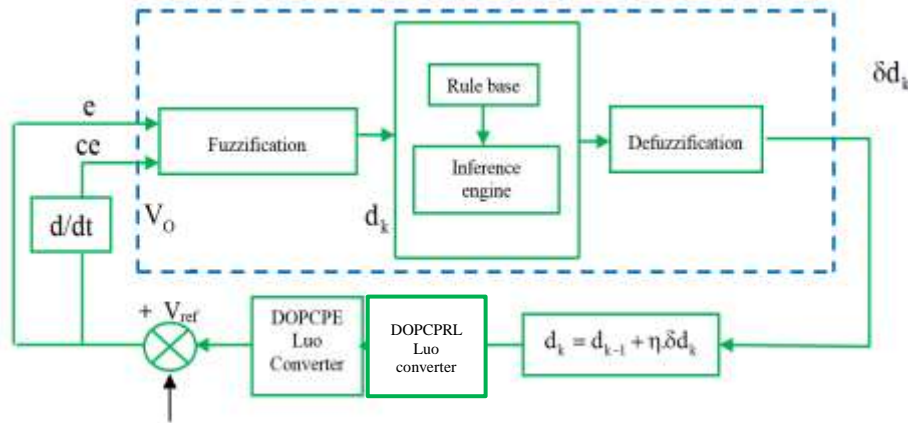 δd_k
e
Rule base
Fuzzification
Defuzzification
ce
Inference
engine
d/dt
V_O
d_k
+ V_ref
DOPCPE
Luo
Converter
DOPCPRL
Luo
converter
d_k = d_{k-1} + η.δd_k